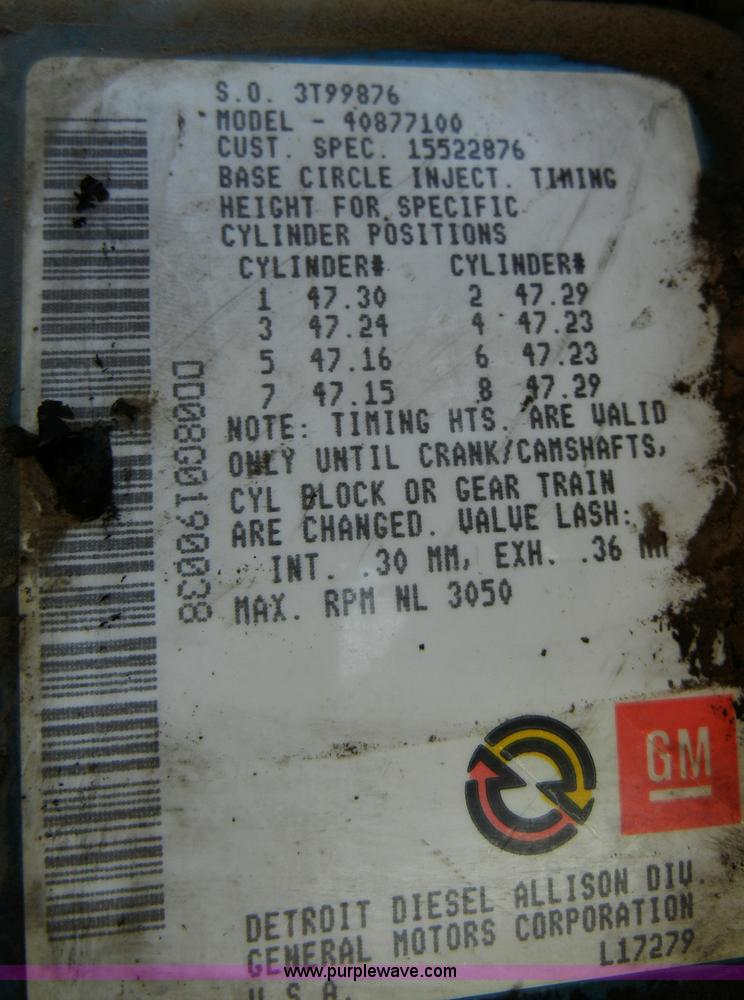 S.O. 3T99876
MODEL - 40877100
CUST. SPEC. 15522876
BASE CIRCLE INJECT. TIMING
HEIGHT FOR SPECIFIC
CYLINDER POSITIONS
CYLINDER# CYLINDER#
1 47.30 2 47.29
3 47.24 4 47.23
5 47.16 6 47.23
7 47.15 8 47.29
NOTE: TIMING HTS. ARE VALID
ONLY UNTIL CRANK/CAMSHAFTS,
CYL BLOCK OR GEAR TRAIN
ARE CHANGED. VALVE LASH:
INT. .30 MM, EXH. .36 MM
MAX. RPM NL 3050
GM
DETROIT DIESEL ALLISON DIV.
GENERAL MOTORS CORPORATION
L17279
U.S.A.
www.purplewave.com